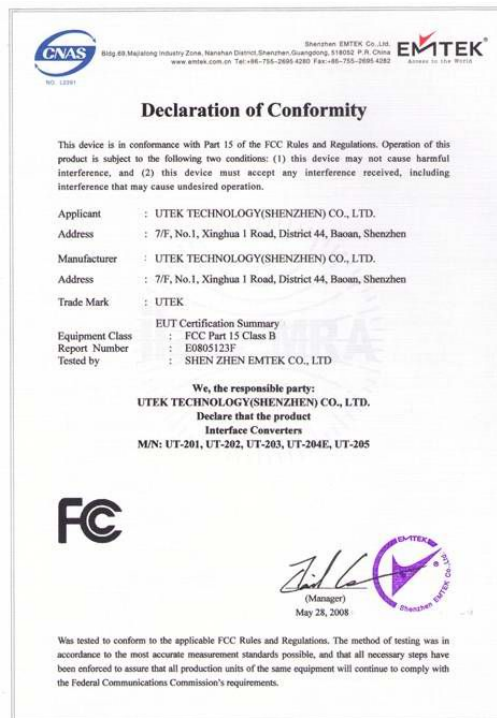 CNAS
NO. L2291
Shenzhen EMTEK Co.,Ltd.
Bldg.69,Majialong Industry Zone, Nanshan District,Shenzhen,Guangdong, 518052 P.R. China
www.emtek.com.cn Tel:+86-755-2695 4280 Fax:+86-755-2695 4282
EMTEK®
Access to the World
Declaration of Conformity
This device is in conformance with Part 15 of the FCC Rules and Regulations. Operation of this
product is subject to the following two conditions: (1) this device may not cause harmful
interference, and (2) this device must accept any interference received, including
interference that may cause undesired operation.
Applicant : UTEK TECHNOLOGY(SHENZHEN) CO., LTD.
Address : 7/F, No.1, Xinghua 1 Road, District 44, Baoan, Shenzhen
Manufacturer : UTEK TECHNOLOGY(SHENZHEN) CO., LTD.
Address : 7/F, No.1, Xinghua 1 Road, District 44, Baoan, Shenzhen
Trade Mark : UTEK
EUT Certification Summary
Equipment Class : FCC Part 15 Class B
Report Number : E0805123F
Tested by : SHEN ZHEN EMTEK CO., LTD
We, the responsible party:
UTEK TECHNOLOGY(SHENZHEN) CO., LTD.
Declare that the product
Interface Converters
M/N: UT-201, UT-202, UT-203, UT-204E, UT-205
FC
EMTEK
Shenzhen EMTEK Co., Ltd.
(Manager)
May 28, 2008
Was tested to conform to the applicable FCC Rules and Regulations. The method of testing was in
accordance to the most accurate measurement standards possible, and that all necessary steps have
been enforced to assure that all production units of the same equipment will continue to comply with
the Federal Communications Commission's requirements.